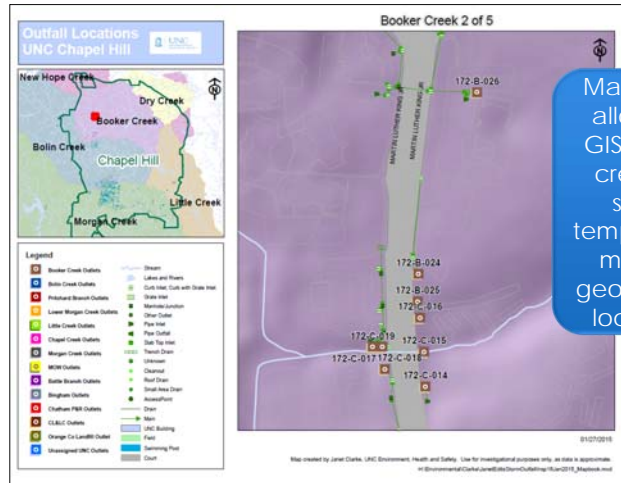 Outfall Locations
UNC Chapel Hill
UNC
New Hope Creek
Dry Creek
Booker Creek
Bolin Creek
Chapel Hill
Little Creek
Morgan Creek
N
Legend
Booker Creek Outlets
Bolin Creek Outlets
Pritchard Branch Outlets
Lower Morgan Creek Outlets
Little Creek Outlets
Chapel Creek Outlets
Morgan Creek Outlets
MOW Outlets
Battle Branch Outlets
Bingham Outlets
Chatham P&R Outlets
CL&LC Outlets
Orange Co Landfill Outlet
Unassigned UNC Outlets
Stream
Lakes and Rivers
Curb Inlet, Curb with Grate Inlet
Grate Inlet
Manhole/Junction
Other Outlet
Pipe Inlet
Pipe Outfall
Slab Top Inlet
Trench Drain
Unknown
Cleanout
Roof Drain
Small Area Drain
AccessPoint
Drain
Main
UNC Building
Field
Swimming Pool
Court
Booker Creek 2 of 5
N
MARTIN LUTHER KING JR
MARTIN LUTHER KING JR
172-B-026
172-B-024
172-B-025
172-C-016
172-C-019
172-C-015
172-C-017
172-C-018
172-C-014
01/27/2015
Map created by Janet Clarke, UNC Environment, Health and Safety. Use for investigational purposes only, as data is approximate.
Ma
allo
GIS
cre
s
temp
m
geo
loc